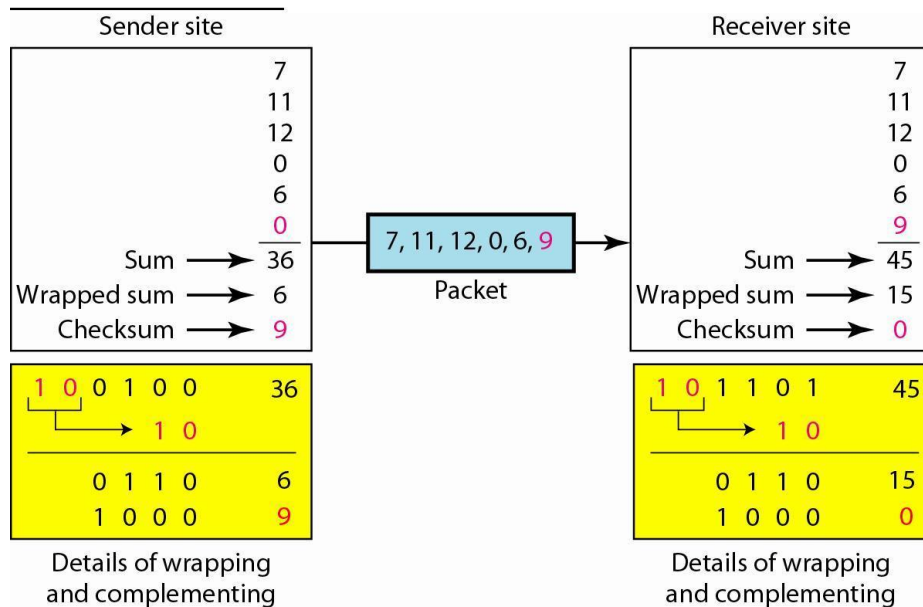 Sender site
7
11
12
0
6
0
Sum 36
Wrapped sum 6
Checksum 9
1 0 0 1 0 0 36
1 0
0 1 1 0 6
1 0 0 0 9
Details of wrapping
and complementing
7, 11, 12, 0, 6, 9
Packet
Receiver site
7
11
12
0
6
9
Sum 45
Wrapped sum 15
Checksum 0
1 0 1 1 0 1 45
1 0
0 1 1 0 15
1 0 0 0 0
Details of wrapping
and complementing